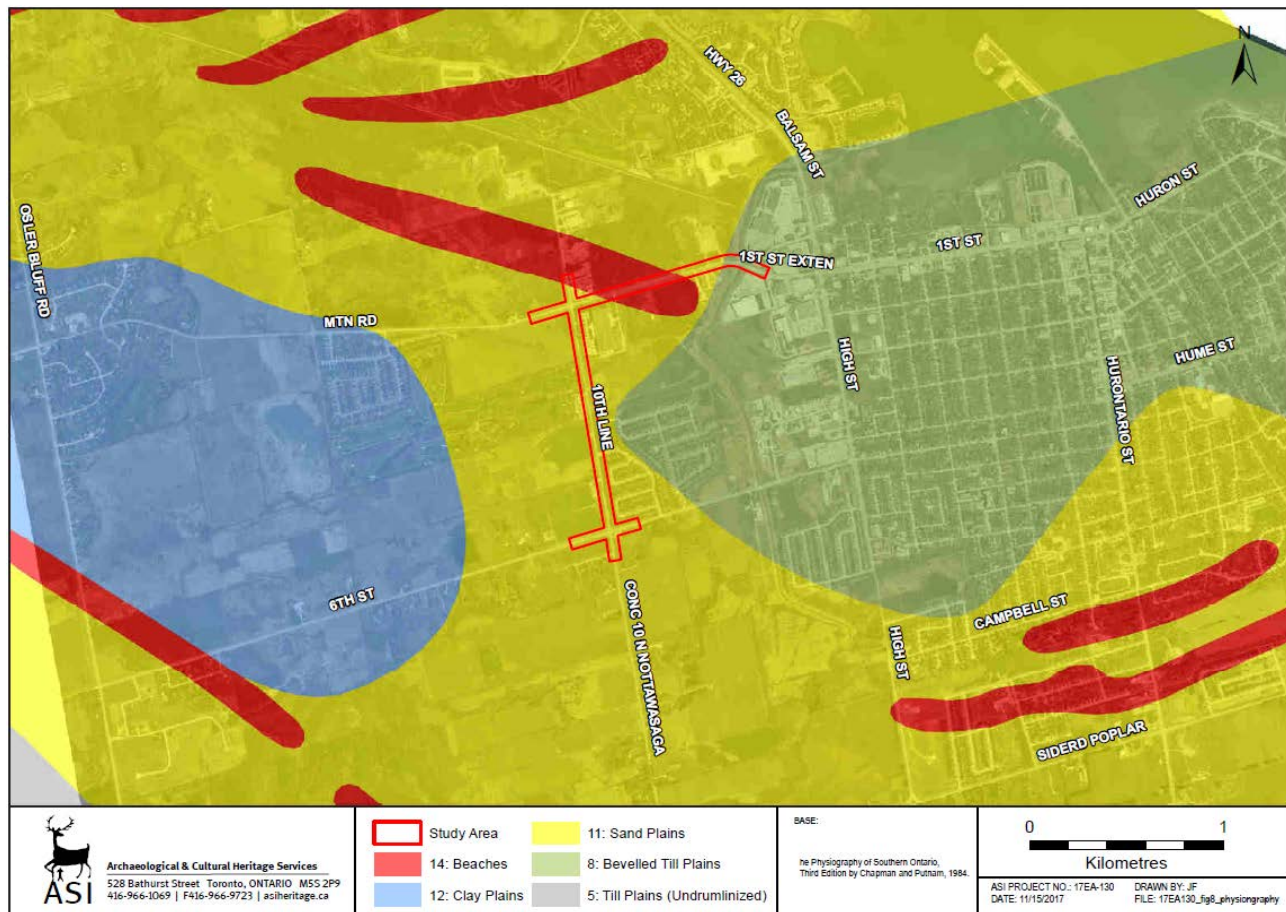 N
HWY 26
BALSAM ST
HURON ST
OSLER BLUFF RD
1ST ST
1ST ST EXTEN
MTN RD
HIGH ST
HUME ST
10TH LINE
HURONTARIO ST
6TH ST
CONC 10 N NOTTAWASAGA
CAMPBELL ST
HIGH ST
SIDERD POPLAR
ASI
Archaeological & Cultural Heritage Services
528 Bathurst Street Toronto, ONTARIO M5S 2P9
416-966-1069 | F416-966-9723 | asiheritage.ca
Study Area
14: Beaches
12: Clay Plains
11: Sand Plains
8: Bevelled Till Plains
5: Till Plains (Undrumlinized)
BASE:
he Physiography of Southern Ontario,
Third Edition by Chapman and Putnam, 1984.
0 1
Kilometres
ASI PROJECT NO.: 17EA-130 DRAWN BY: JF
DATE: 11/15/2017 FILE: 17EA130_fig8_physiongraphy